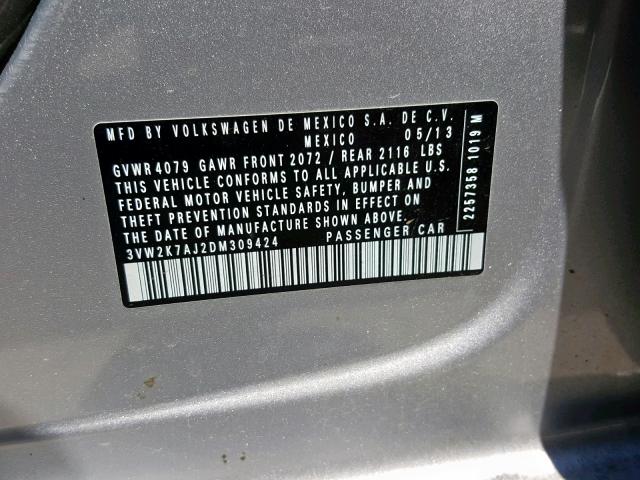 MFD BY VOLKSWAGEN DE MEXICO S.A. DE C.V.
MEXICO 05/13
GVWR 4079 GAWR FRONT 2072 / REAR 2116 LBS
THIS VEHICLE CONFORMS TO ALL APPLICABLE U.S.
FEDERAL MOTOR VEHICLE SAFETY, BUMPER AND
THEFT PREVENTION STANDARDS IN EFFECT ON
THE DATE OF MANUFACTURE SHOWN ABOVE.
3VW2K7AJ2DM309424 PASSENGER CAR
2257358 1019 M